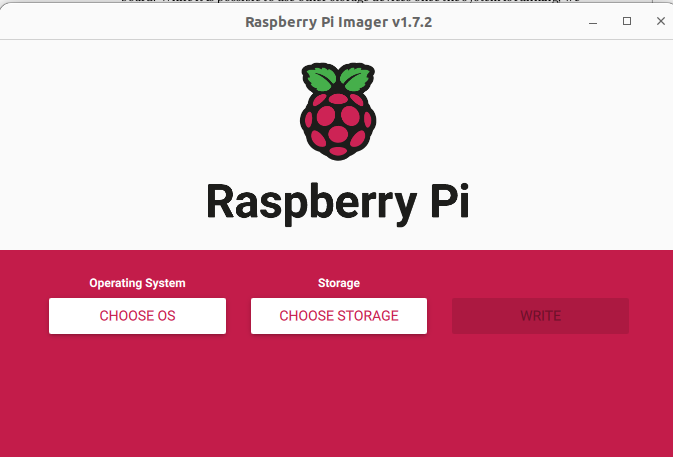 Raspberry Pi Imager v1.7.2
Raspberry Pi
Operating System
Storage
CHOOSE OS
CHOOSE STORAGE
WRITE